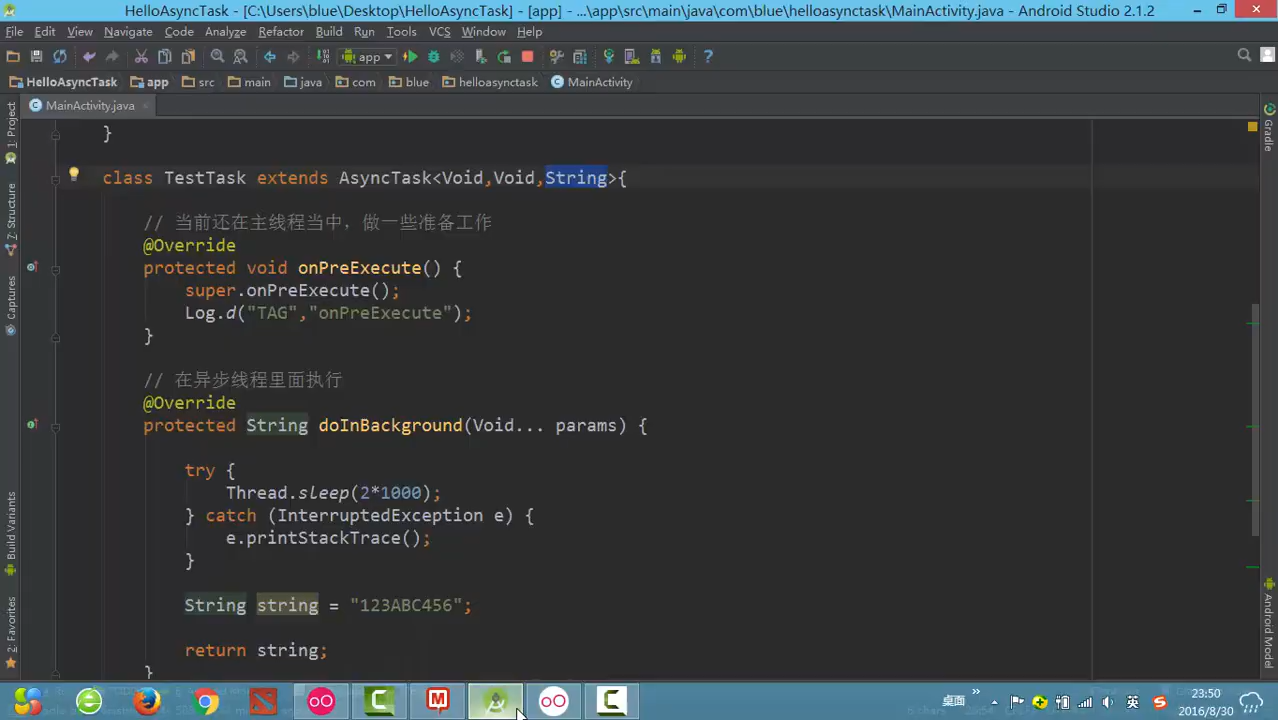 HelloAsyncTask - [C:\Users\blue\Desktop\HelloAsyncTask] - [app] - ...\app\src\main\java\com\blue\helloasynctask\MainActivity.java - Android Studio 2.1.2
File Edit View Navigate Code Analyze Refactor Build Run Tools VCS Window Help
app
HelloAsyncTask app src main java com blue helloasynctask MainActivity
MainActivity.java
1: Project
7: Structure
Captures
Build Variants
2: Favorites
Gradle
Android Model
}
class TestTask extends AsyncTask<Void,Void,String>{
// 当前还在主线程当中，做一些准备工作
@Override
protected void onPreExecute() {
super.onPreExecute();
Log.d("TAG","onPreExecute");
}
// 在异步线程里面执行
@Override
protected String doInBackground(Void... params) {
try {
Thread.sleep(2*1000);
} catch (InterruptedException e) {
e.printStackTrace();
}
String string = "123ABC456";
return string;
}
桌面 » 英 23:50
2016/8/30